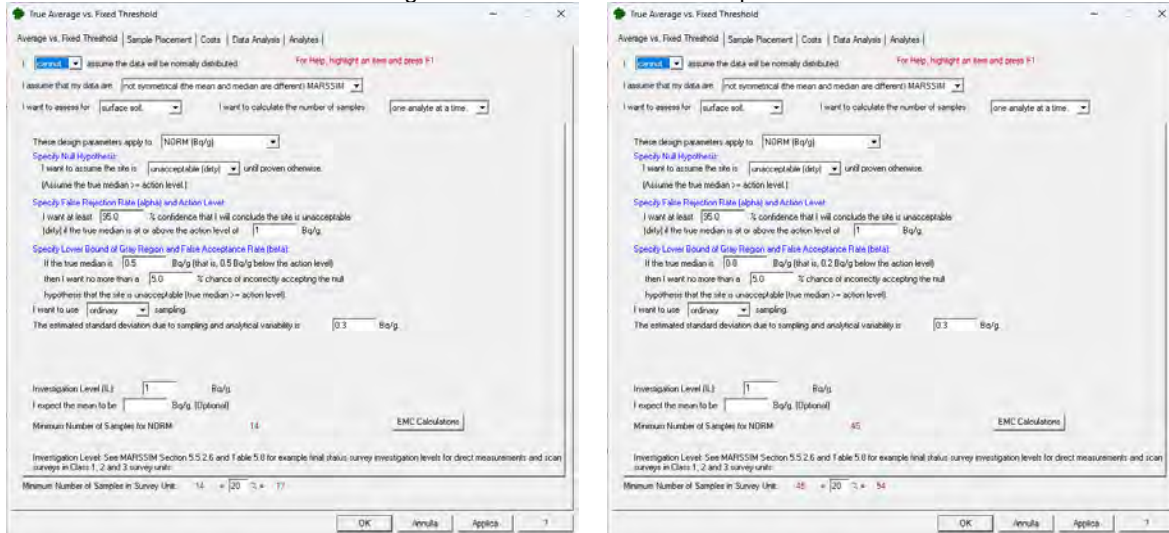 True Average vs. Fixed Threshold
Average vs. Fixed Threshold | Sample Placement | Costs | Data Analysis | Analytes
I cannot assume the data will be normally distributed. For Help, highlight an item and press F1
I assume that my data are (not symmetrical (the mean and median are different) MARSSIM
I want to assess for surface soil. I want to calculate the number of samples one analyte at a time.
These design parameters apply to NORM (Bq/g)
Specify Null Hypothesis:
I want to assume the site is unacceptable (dirty) until proven otherwise.
(Assume the true median >= action level.)
Specify False Rejection Rate (alpha) and Action Level:
I want at least 95.0 % confidence that I will conclude the site is unacceptable
(dirty) if the true median is at or above the action level of 1 Bq/g.
Specify Lower Bound of Gray Region and False Acceptance Rate (beta):
If the true median is 0.5 Bq/g (that is, 0.5 Bq/g below the action level)
then I want no more than a 5.0 % chance of incorrectly accepting the null
hypothesis that the site is unacceptable (true median >= action level).
I want to use ordinary sampling.
The estimated standard deviation due to sampling and analytical variability is 0.3 Bq/g.
Investigation Level (IL): 1 Bq/g.
I expect the mean to be Bq/g. (Optional)
Minimum Number of Samples for NORM: 14
Investigation Level: See MARSSIM Section 5.5.2.6 and Table 5.8 for example final status survey investigation levels for direct measurements and scan
surveys in Class 1, 2 and 3 survey units.
Minimum Number of Samples in Survey Unit: 14 + 20 % = 17
OK Annulla Applica ?
True Average vs. Fixed Threshold
Average vs. Fixed Threshold | Sample Placement | Costs | Data Analysis | Analytes
I cannot assume the data will be normally distributed. For Help, highlight an item and press F1
I assume that my data are (not symmetrical (the mean and median are different) MARSSIM
I want to assess for surface soil. I want to calculate the number of samples one analyte at a time.
These design parameters apply to NORM (Bq/g)
Specify Null Hypothesis:
I want to assume the site is unacceptable (dirty) until proven otherwise.
(Assume the true median >= action level.)
Specify False Rejection Rate (alpha) and Action Level:
I want at least 95.0 % confidence that I will conclude the site is unacceptable
(dirty) if the true median is at or above the action level of 1 Bq/g.
Specify Lower Bound of Gray Region and False Acceptance Rate (beta):
If the true median is 0.8 Bq/g (that is, 0.2 Bq/g below the action level)
then I want no more than a 5.0 % chance of incorrectly accepting the null
hypothesis that the site is unacceptable (true median >= action level).
I want to use ordinary sampling.
The estimated standard deviation due to sampling and analytical variability is 0.3 Bq/g.
Investigation Level (IL): 1 Bq/g.
I expect the mean to be Bq/g. (Optional)
EMC Calculations
Minimum Number of Samples for NORM: 45
Investigation Level: See MARSSIM Section 5.5.2.6 and Table 5.8 for example final status survey investigation levels for direct measurements and scan
surveys in Class 1, 2 and 3 survey units.
Minimum Number of Samples in Survey Unit: 45 + 20 % = 54
OK Annulla Applica ?